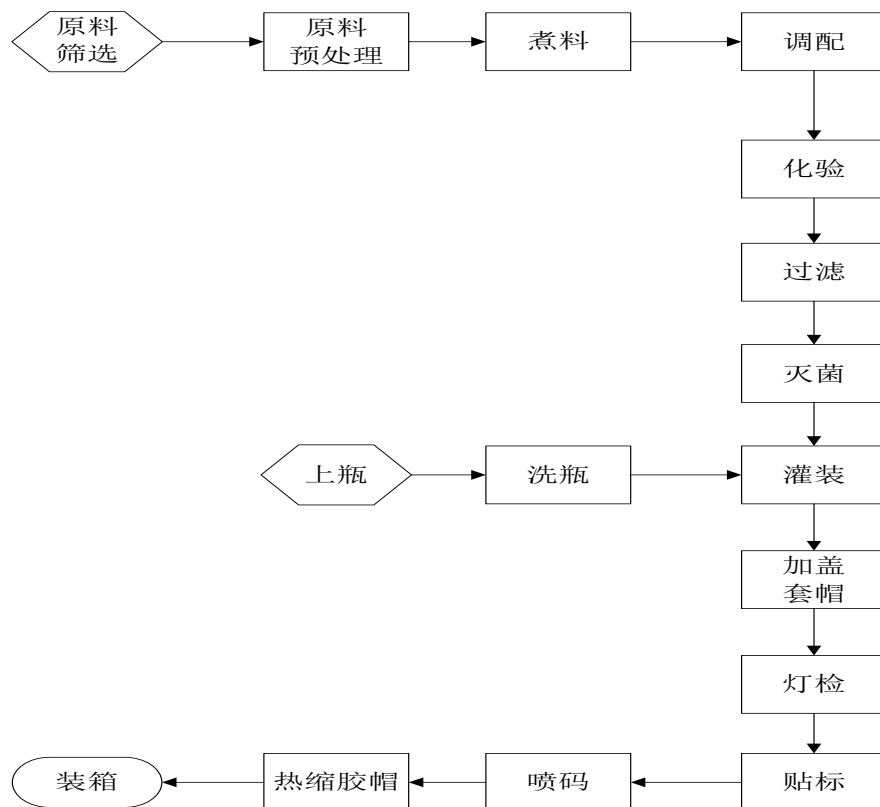 原料
筛选
原料
预处理
煮料
调配
化验
过滤
灭菌
上瓶
洗瓶
灌装
加盖
套帽
灯检
装箱
热缩胶帽
喷码
贴标